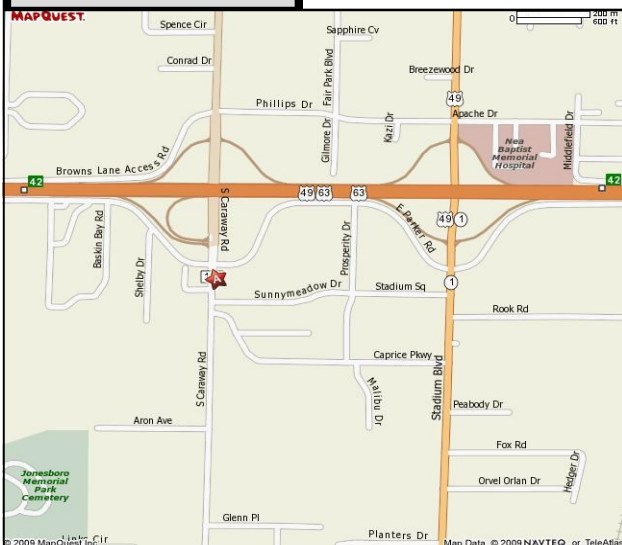 MAPQUEST.
0 200 m
600 ft
Spence Cir
Sapphire Cv
Conrad Dr
Fair Park Blvd
Breezewood Dr
49
Phillips Dr
Apache Dr
Gilmore Dr
Kazi Dr
Nea
Baptist
Memorial
Hospital
Middlefield Dr
Browns Lane Access Rd
42
49 63
63
42
S Caraway Rd
49 1
E Parker Rd
Baskin Bay Rd
Shelby Dr
Prosperity Dr
1
Sunnymeadow Dr
Stadium Sq
Rook Rd
S Caraway Rd
Caprice Pkwy
Stadium Blvd
Malibu Dr
Peabody Dr
Aron Ave
Fox Rd
Jonesboro
Memorial
Park
Cemetery
Orvel Orlan Dr
Hedger Dr
Glenn Pl
Planters Dr
Links Cir
© 2009 MapQuest Inc.
Map Data © 2009 NAVTEQ or TeleAtlas